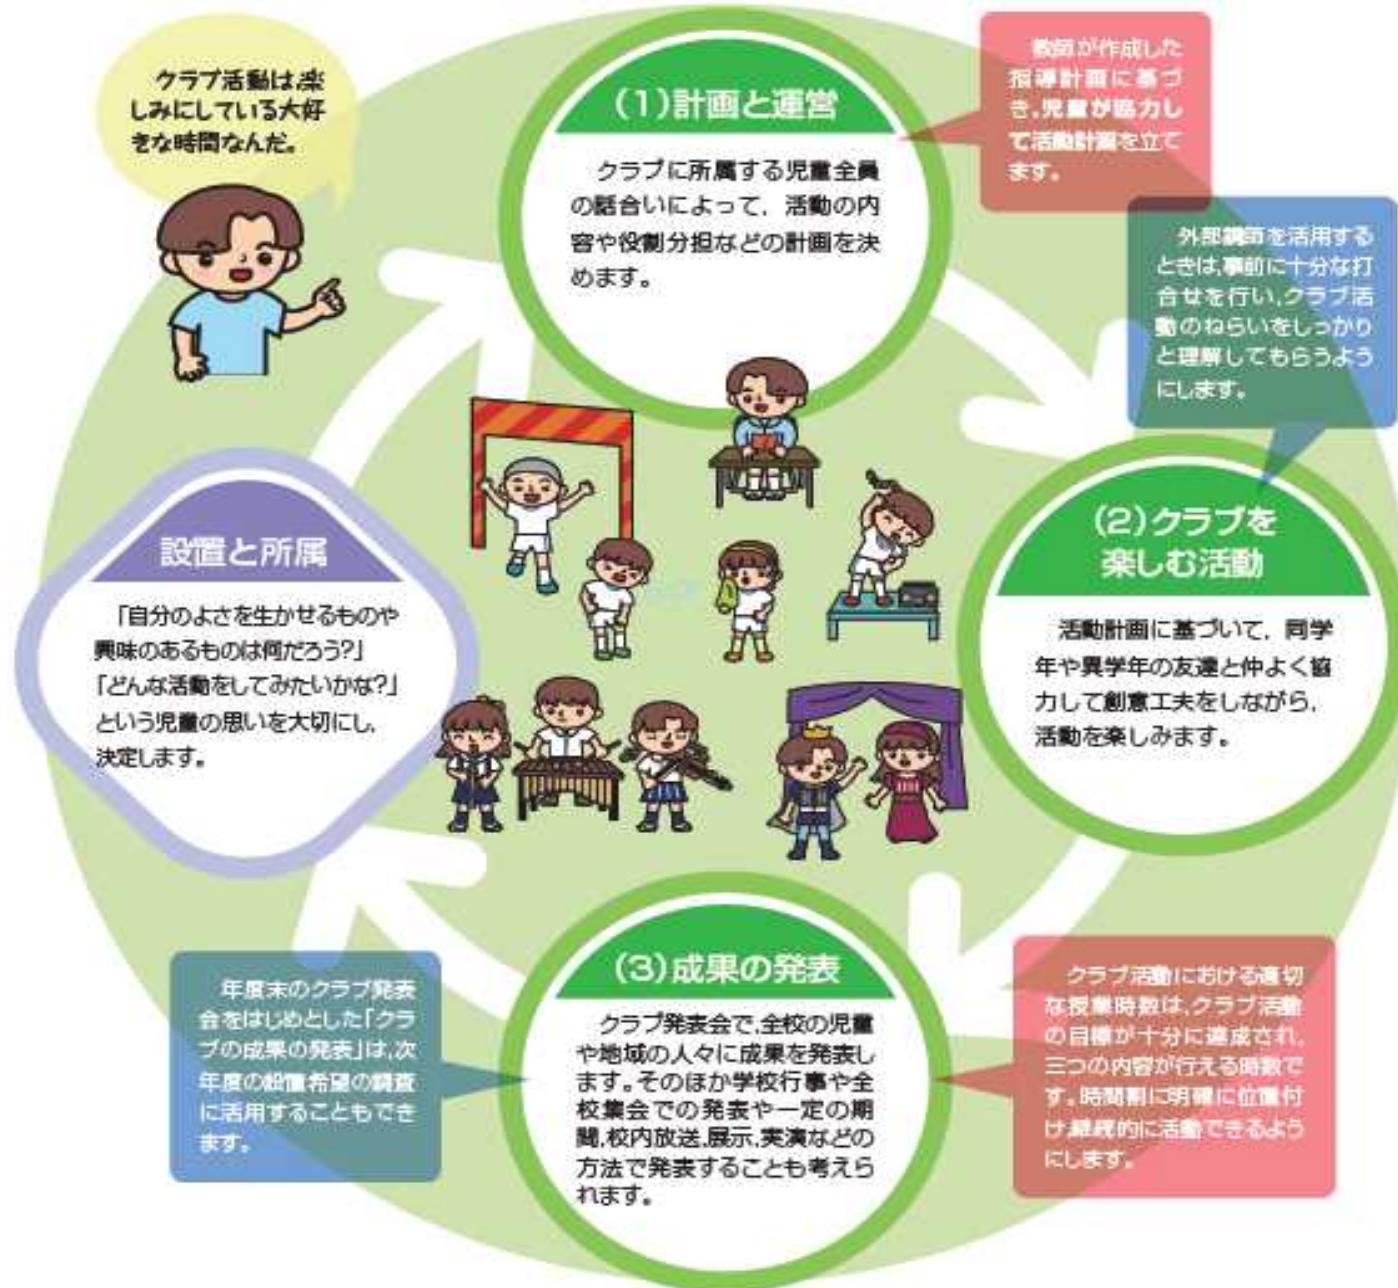 クラブ活動は,楽
しみにしている大好
きな時間なんだ。
(1)計画と運営
クラブに所属する児童全員
の話合いによって,活動の内
容や役割分担などの計画を決
めます。
教師が作成した
指導計画に基づ
き,児童が協力し
て活動計画を立て
ます。
外部講師を活用する
ときは,事前に十分な打
合せを行い,クラブ活
動のねらいをしっかり
と理解してもらうよう
にします。
(2)クラブを
楽しむ活動
活動計画に基づいて,同学
年や異学年の友達と仲よく協
力して創意工夫をしながら,
活動を楽しみます。
設置と所属
「自分のよさを生かせるものや
興味のあるものは何だろう?」
「どんな活動をしてみたいかな?」
という児童の思いを大切にし,
決定します。
(3)成果の発表
クラブ発表会で,全校の児童
や地域の人々に成果を発表し
ます。そのほか学校行事や全
校集会での発表や一定の期
間,校内放送,展示,実演などの
方法で発表することも考えら
れます。
クラブ活動における適切
な授業時数は,クラブ活動
の目標が十分に達成され,
三つの内容が行える時数で
す。時間割に明確に位置付
け,継続的に活動できるよう
にします。
年度末のクラブ発表
会をはじめとした「クラ
ブの成果の発表」は,次
年度の設置希望の調査
に活用することもでき
ます。